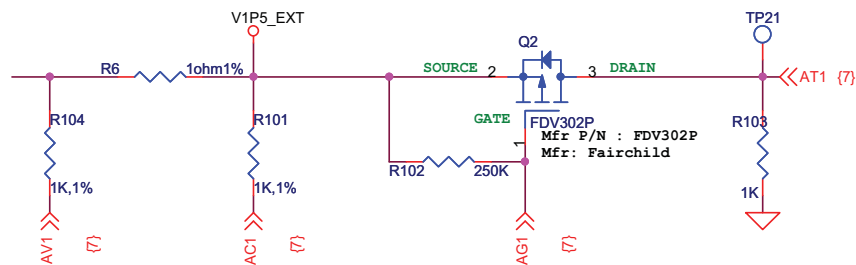 V1P5_EXT
TP21
Q2
R6
1ohm1%
SOURCE
2
3
DRAIN
AT1 {7}
R104
R101
GATE
FDV302P
R103
1
Mfr P/N : FDV302P
Mfr: Fairchild
R102
250K
1K,1%
1K,1%
1K
AV1 {7}
AC1 {7}
AG1 {7}